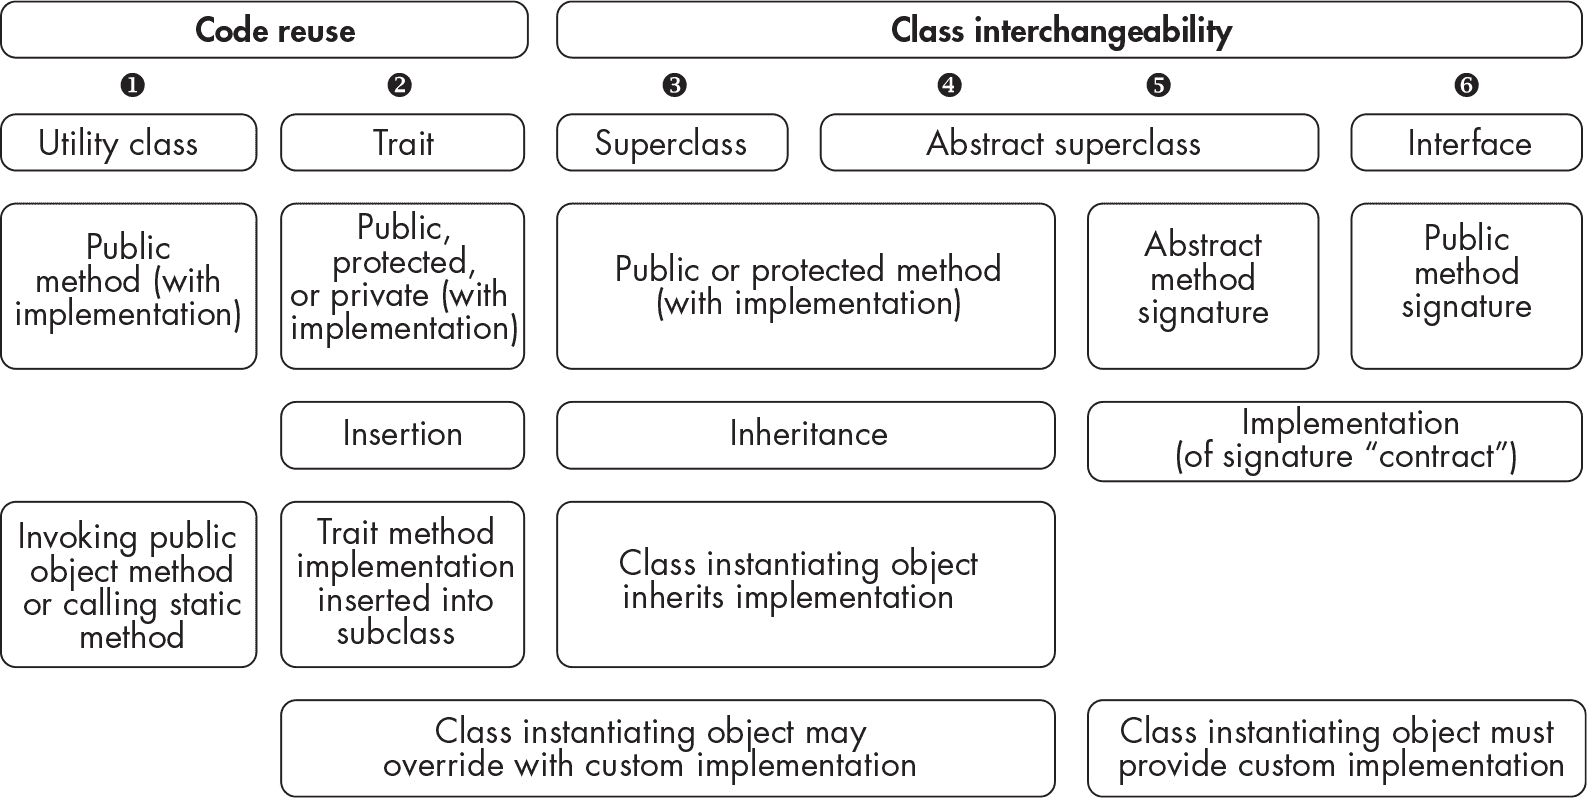 Code reuse
Class interchangeability
❶
❷
❸
❹
❺
❻
Utility class
Trait
Superclass
Abstract superclass
Interface
Public
method (with
implementation)
Public,
protected,
or private (with
implementation)
Public or protected method
(with implementation)
Abstract
method
signature
Public
method
signature
Insertion
Inheritance
Implementation
(of signature “contract”)
Invoking public
object method
or calling static
method
Trait method
implementation
inserted into
subclass
Class instantiating object
inherits implementation
Class instantiating object may
override with custom implementation
Class instantiating object must
provide custom implementation